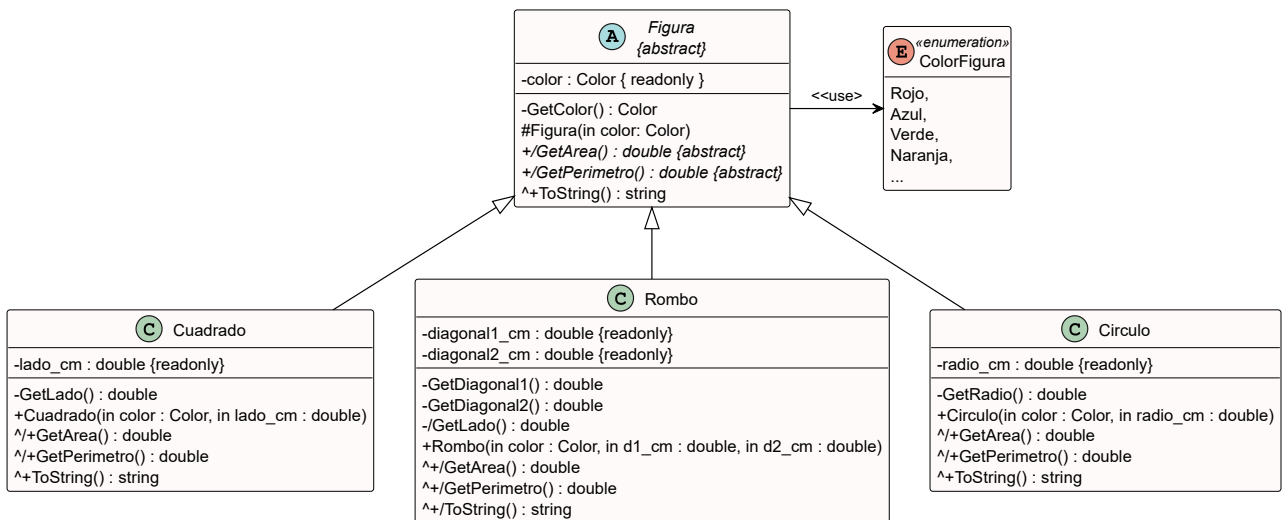 A
Figura
{abstract}
-color : Color { readonly }
-GetColor() : Color
#Figura(in color: Color)
+/GetArea() : double {abstract}
+/GetPerimetro() : double {abstract}
^+ToString() : string
<<use>
E
«enumeration»
ColorFigura
Rojo,
Azul,
Verde,
Naranja,
...
C Cuadrado
-lado_cm : double {readonly}
-GetLado() : double
+Cuadrado(in color : Color, in lado_cm : double)
^/+GetArea() : double
^/+GetPerimetro() : double
^+ToString() : string
C Rombo
-diagonal1_cm : double {readonly}
-diagonal2_cm : double {readonly}
-GetDiagonal1() : double
-GetDiagonal2() : double
-/GetLado() : double
+Rombo(in color : Color, in d1_cm : double, in d2_cm : double)
^+/GetArea() : double
^+/GetPerimetro() : double
^+/ToString() : string
C Circulo
-radio_cm : double {readonly}
-GetRadio() : double
+Circulo(in color : Color, in radio_cm : double)
^/+GetArea() : double
^/+GetPerimetro() : double
^+ToString() : string